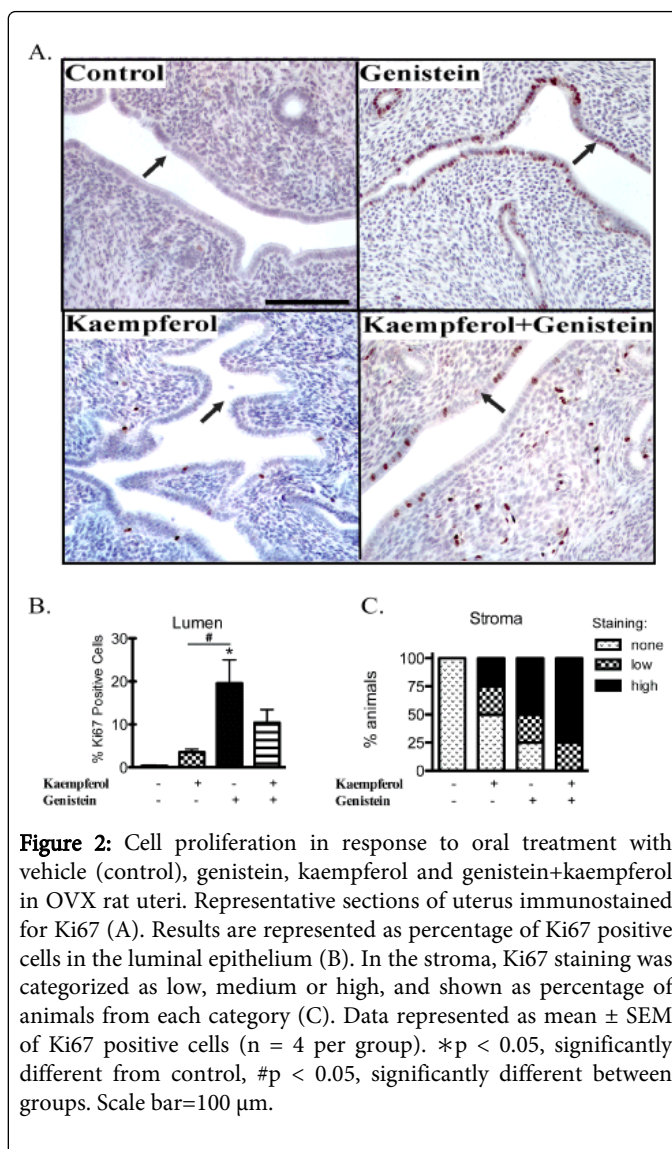 A.
Control Genistein
Kaempferol Kaempferol+Genistein
B. C.
Lumen Stroma Staining:
none
low
high
% Ki67 Positive Cells
30
20
10
0
#
*
% animals
100
75
50
25
0
Kaempferol - + - +
Genistein - - + +
Kaempferol - + - +
Genistein - - + +
Figure 2: Cell proliferation in response to oral treatment with
vehicle (control), genistein, kaempferol and genistein+kaempferol
in OVX rat uteri. Representative sections of uterus immunostained
for Ki67 (A). Results are represented as percentage of Ki67 positive
cells in the luminal epithelium (B). In the stroma, Ki67 staining was
categorized as low, medium or high, and shown as percentage of
animals from each category (C). Data represented as mean ± SEM
of Ki67 positive cells (n = 4 per group). ∗p < 0.05, significantly
different from control, #p < 0.05, significantly different between
groups. Scale bar=100 μm.